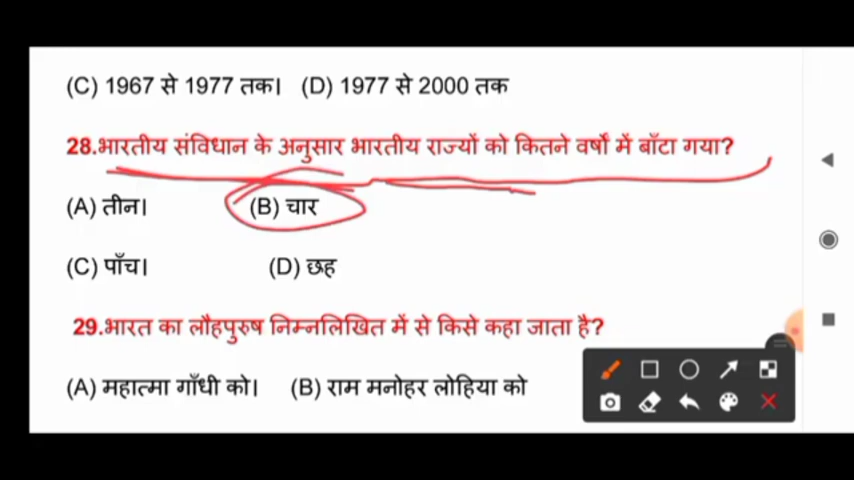 (C) 1967 से 1977 तक। (D) 1977 से 2000 तक
28.भारतीय संविधान के अनुसार भारतीय राज्यों को कितने वर्षों में बाँटा गया?
(A) तीन। (B) चार
(C) पाँच। (D) छह
29.भारत का लौहपुरुष निम्नलिखित में से किसे कहा जाता है?
(A) महात्मा गाँधी को। (B) राम मनोहर लोहिया को